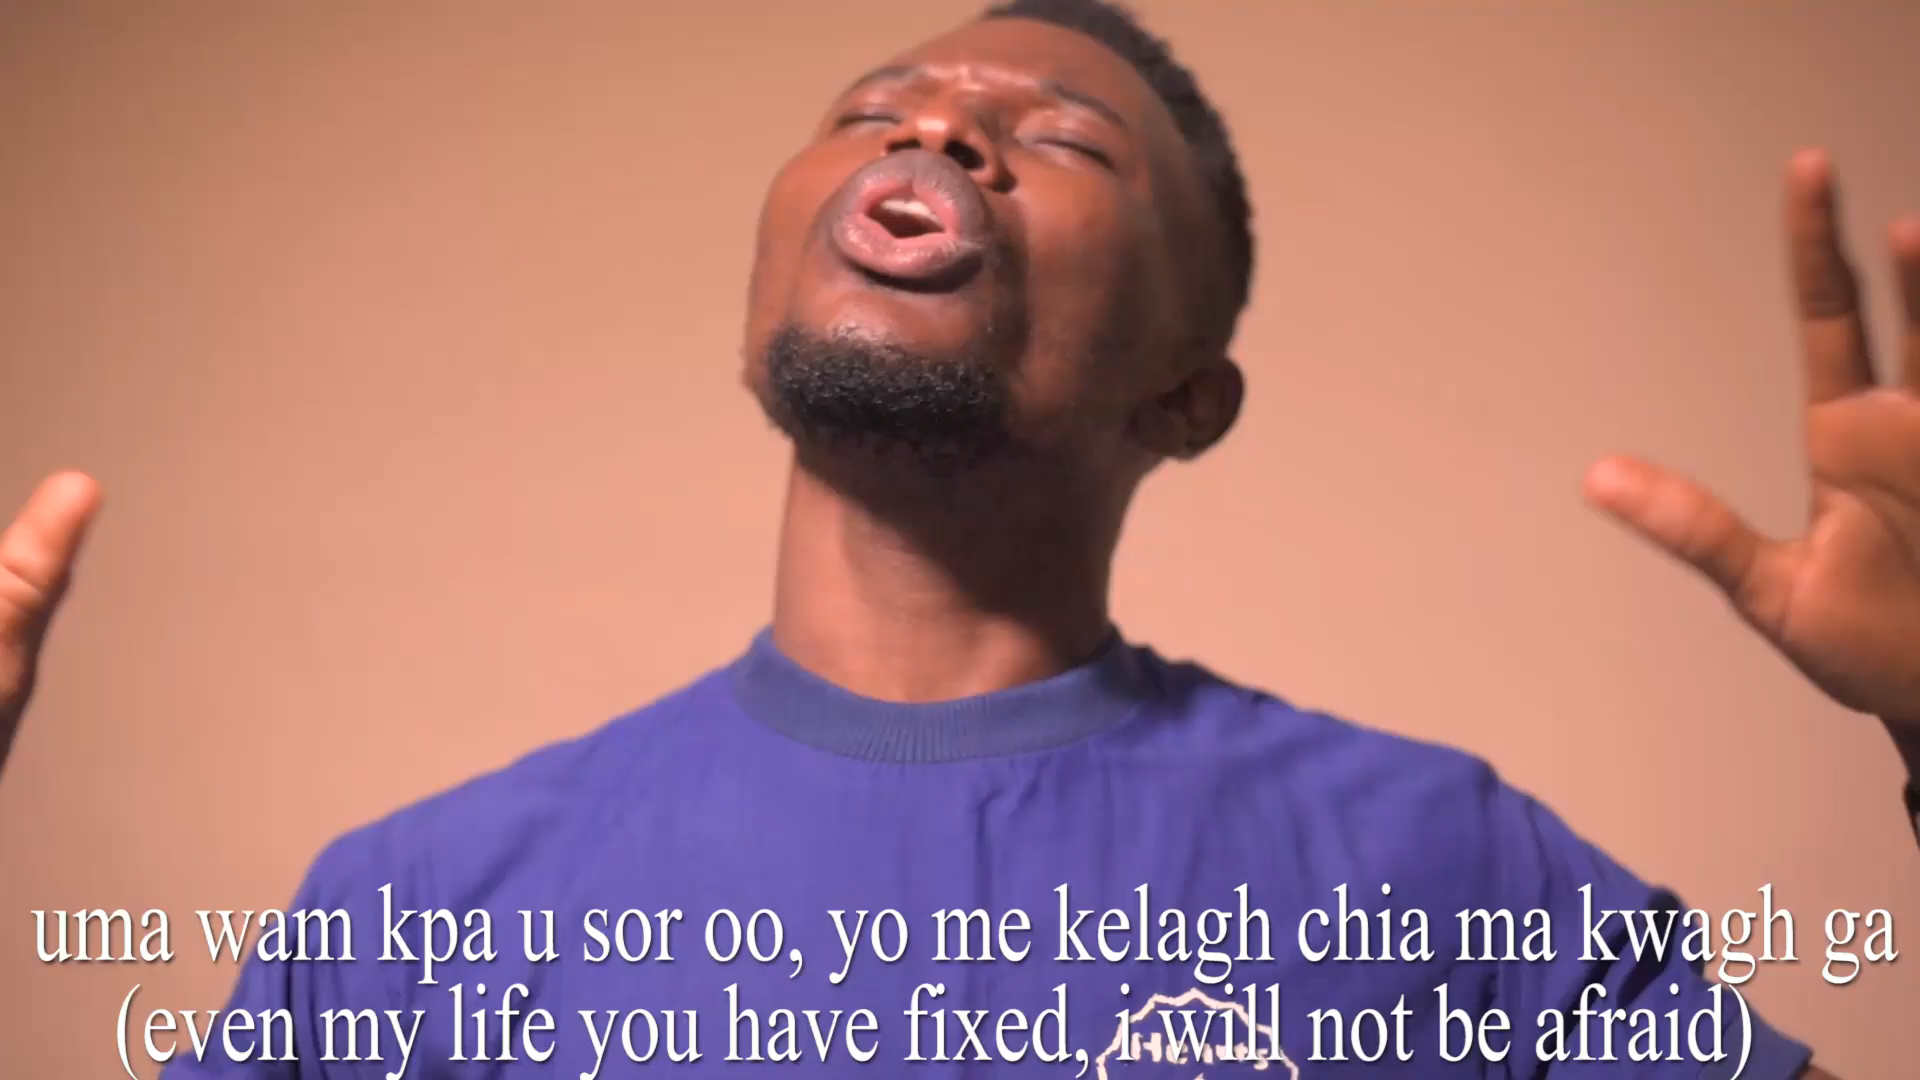 uma wam kpa u sor oo, yo me kelagh chia ma kwagh ga
(even my life you have fixed, i will not be afraid)